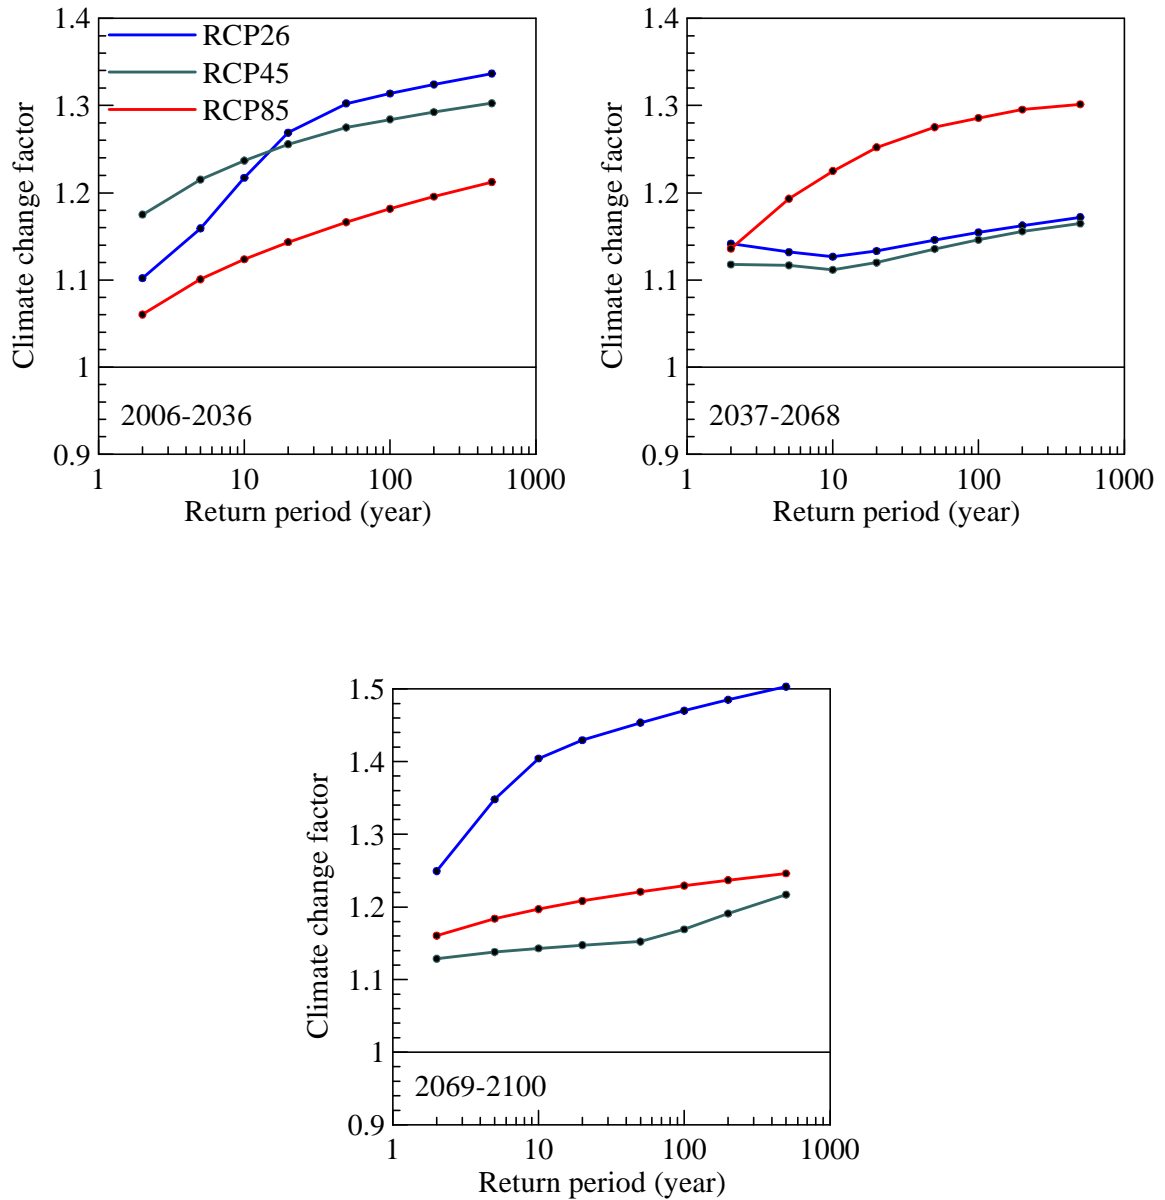 1.4
1.3
1.2
1.1
1
0.9
Climate change factor
RCP26
RCP45
RCP85
2006-2036
1 10 100 1000
Return period (year)
1.4
1.3
1.2
1.1
1
0.9
Climate change factor
2037-2068
1 10 100 1000
Return period (year)
1.5
1.4
1.3
1.2
1.1
1
0.9
Climate change factor
2069-2100
1 10 100 1000
Return period (year)